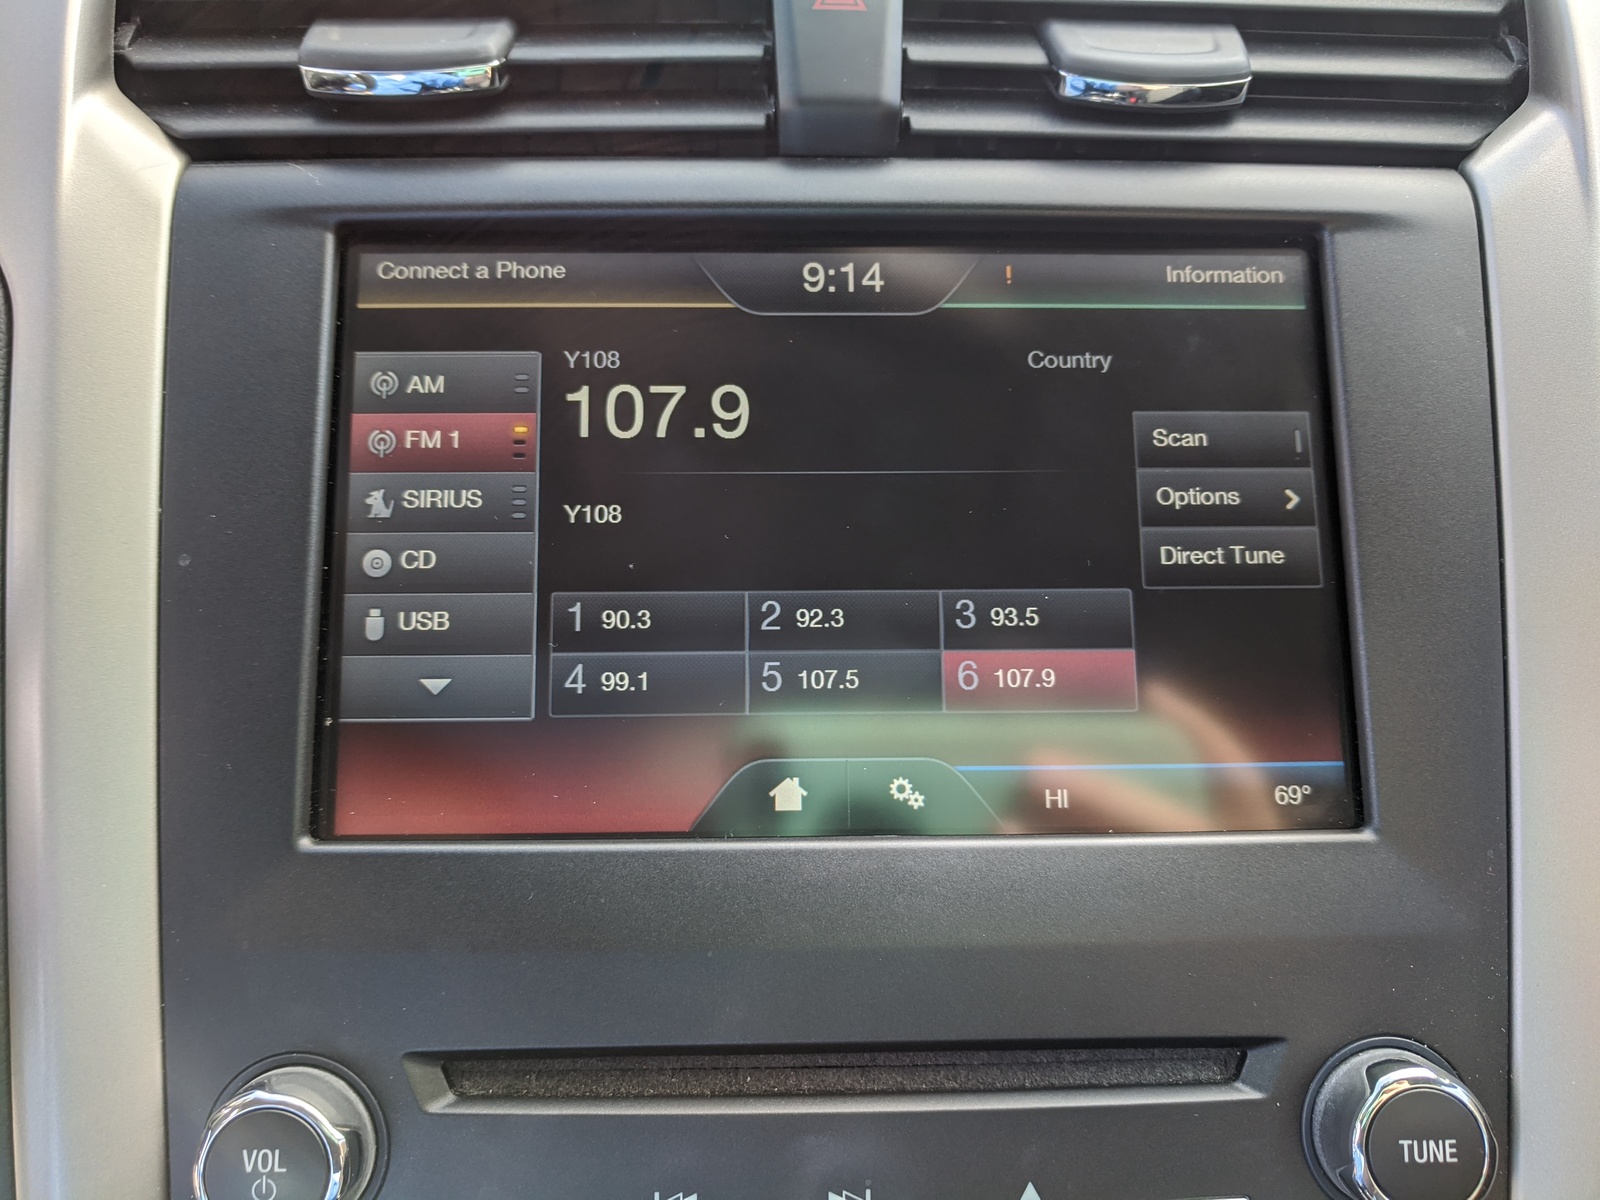 Connect a Phone 9:14 ! Information
Y108 Country
107.9
AM
FM 1
SIRIUS
CD
USB
Y108
Scan
Options
Direct Tune
1 90.3 2 92.3 3 93.5
4 99.1 5 107.5 6 107.9
HI 69°
VOL TUNE